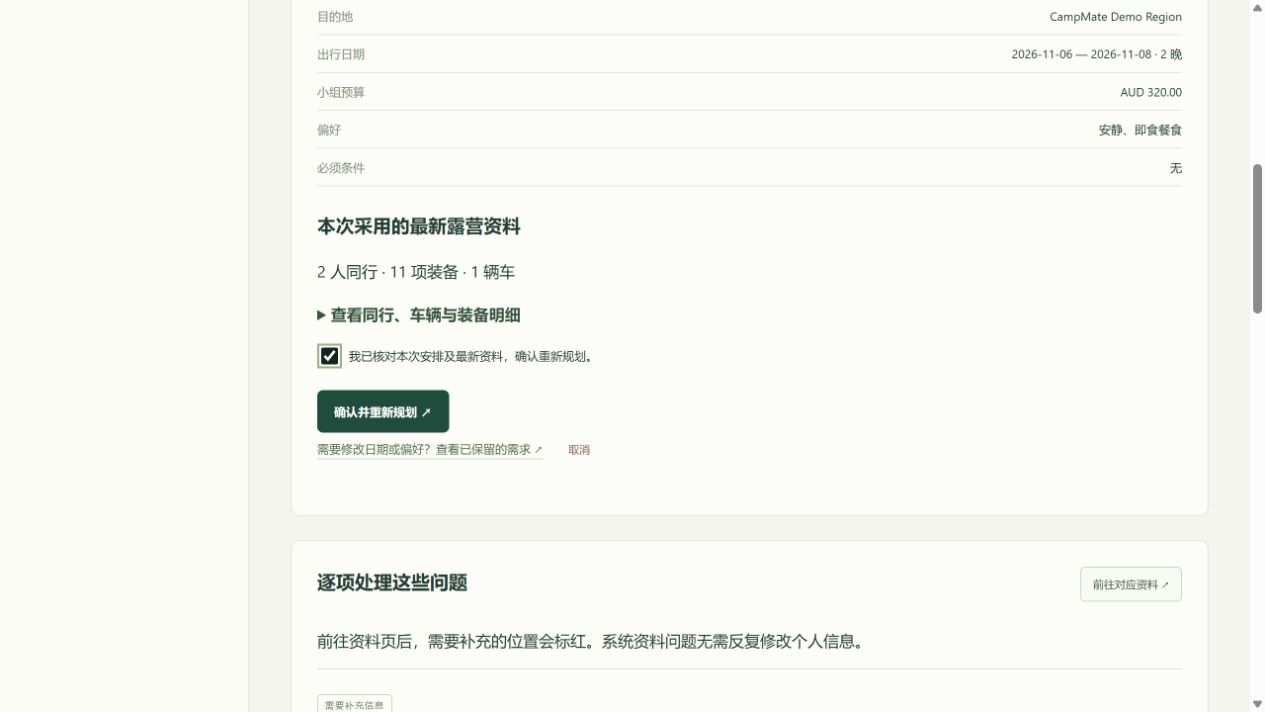 目的地
CampMate Demo Region
出行日期
2026-11-06 — 2026-11-08 · 2 晚
小组预算
AUD 320.00
偏好
安静、即食餐食
必须条件
无
本次采用的最新露营资料
2 人同行 · 11 项装备 · 1 辆车
▶ 查看同行、车辆与装备明细
我已核对本次安排及最新资料，确认重新规划。
确认并重新规划 ↗
需要修改日期或偏好？查看已保留的需求 ↗
取消
逐项处理这些问题
前往对应资料 ↗
前往资料页后，需要补充的位置会标红。系统资料问题无需反复修改个人信息。
需要补充信息